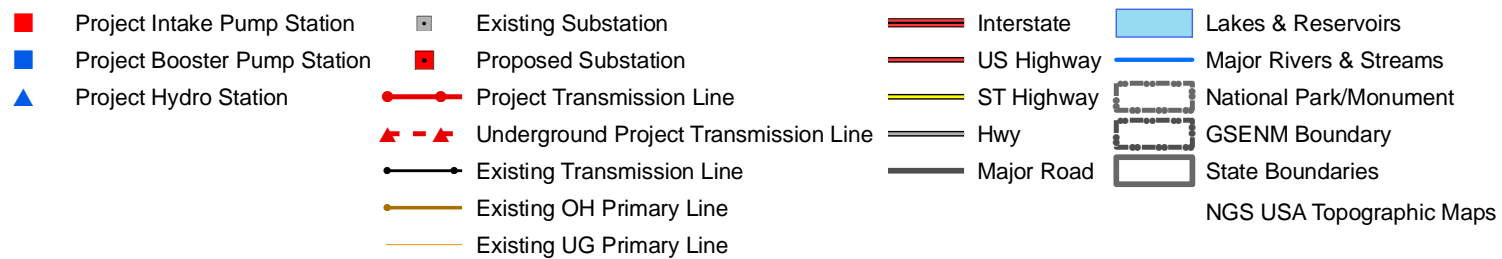 Project Intake Pump Station
Project Booster Pump Station
Project Hydro Station
Existing Substation
Proposed Substation
Project Transmission Line
Underground Project Transmission Line
Existing Transmission Line
Existing OH Primary Line
Existing UG Primary Line
Interstate
US Highway
ST Highway
Hwy
Major Road
Lakes & Reservoirs
Major Rivers & Streams
National Park/Monument
GSENM Boundary
State Boundaries
NGS USA Topographic Maps